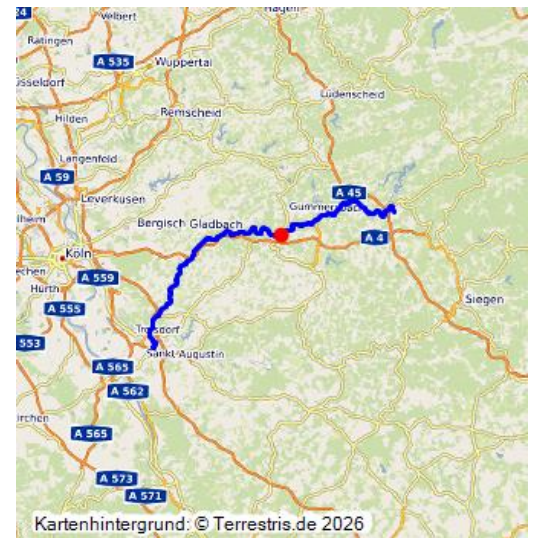 24
Velbert
Hagen
Ratingen
A 535
Wuppertal
üsseldorf
Lüdenscheid
Hilden
Remscheid
Langenfeld
A 59
Leverkusen
A 45
Gummersbach
Bergisch Gladbach
A 4
Köln
A 559
Hürth
Siegen
A 555
Troisdorf
553
Sankt Augustin
A 565
A 562
A 565
A 573
A 571
Kartenhintergrund: © Terrestris.de 2026